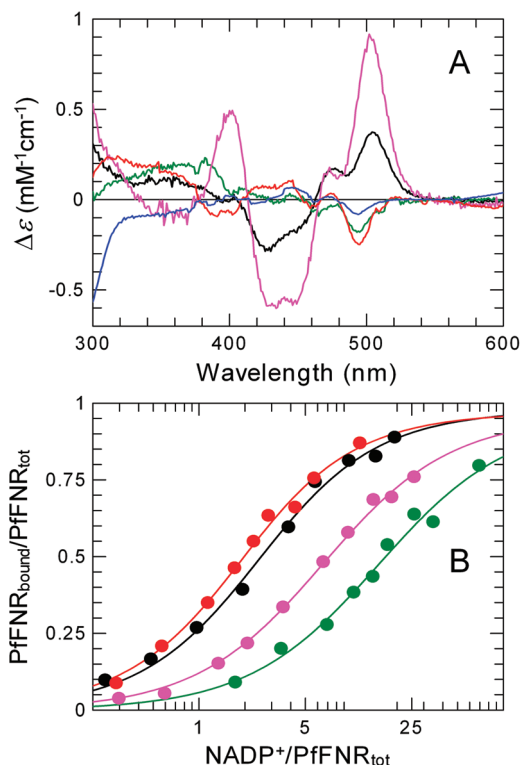 A
1
0.5
0
-0.5
Δε (mM⁻¹cm⁻¹)
300 400 500 600
Wavelength (nm)
B
1
0.75
0.5
0.25
0
PfFNRbound/PfFNRtot
1 5 25
NADP⁺/PfFNRtot